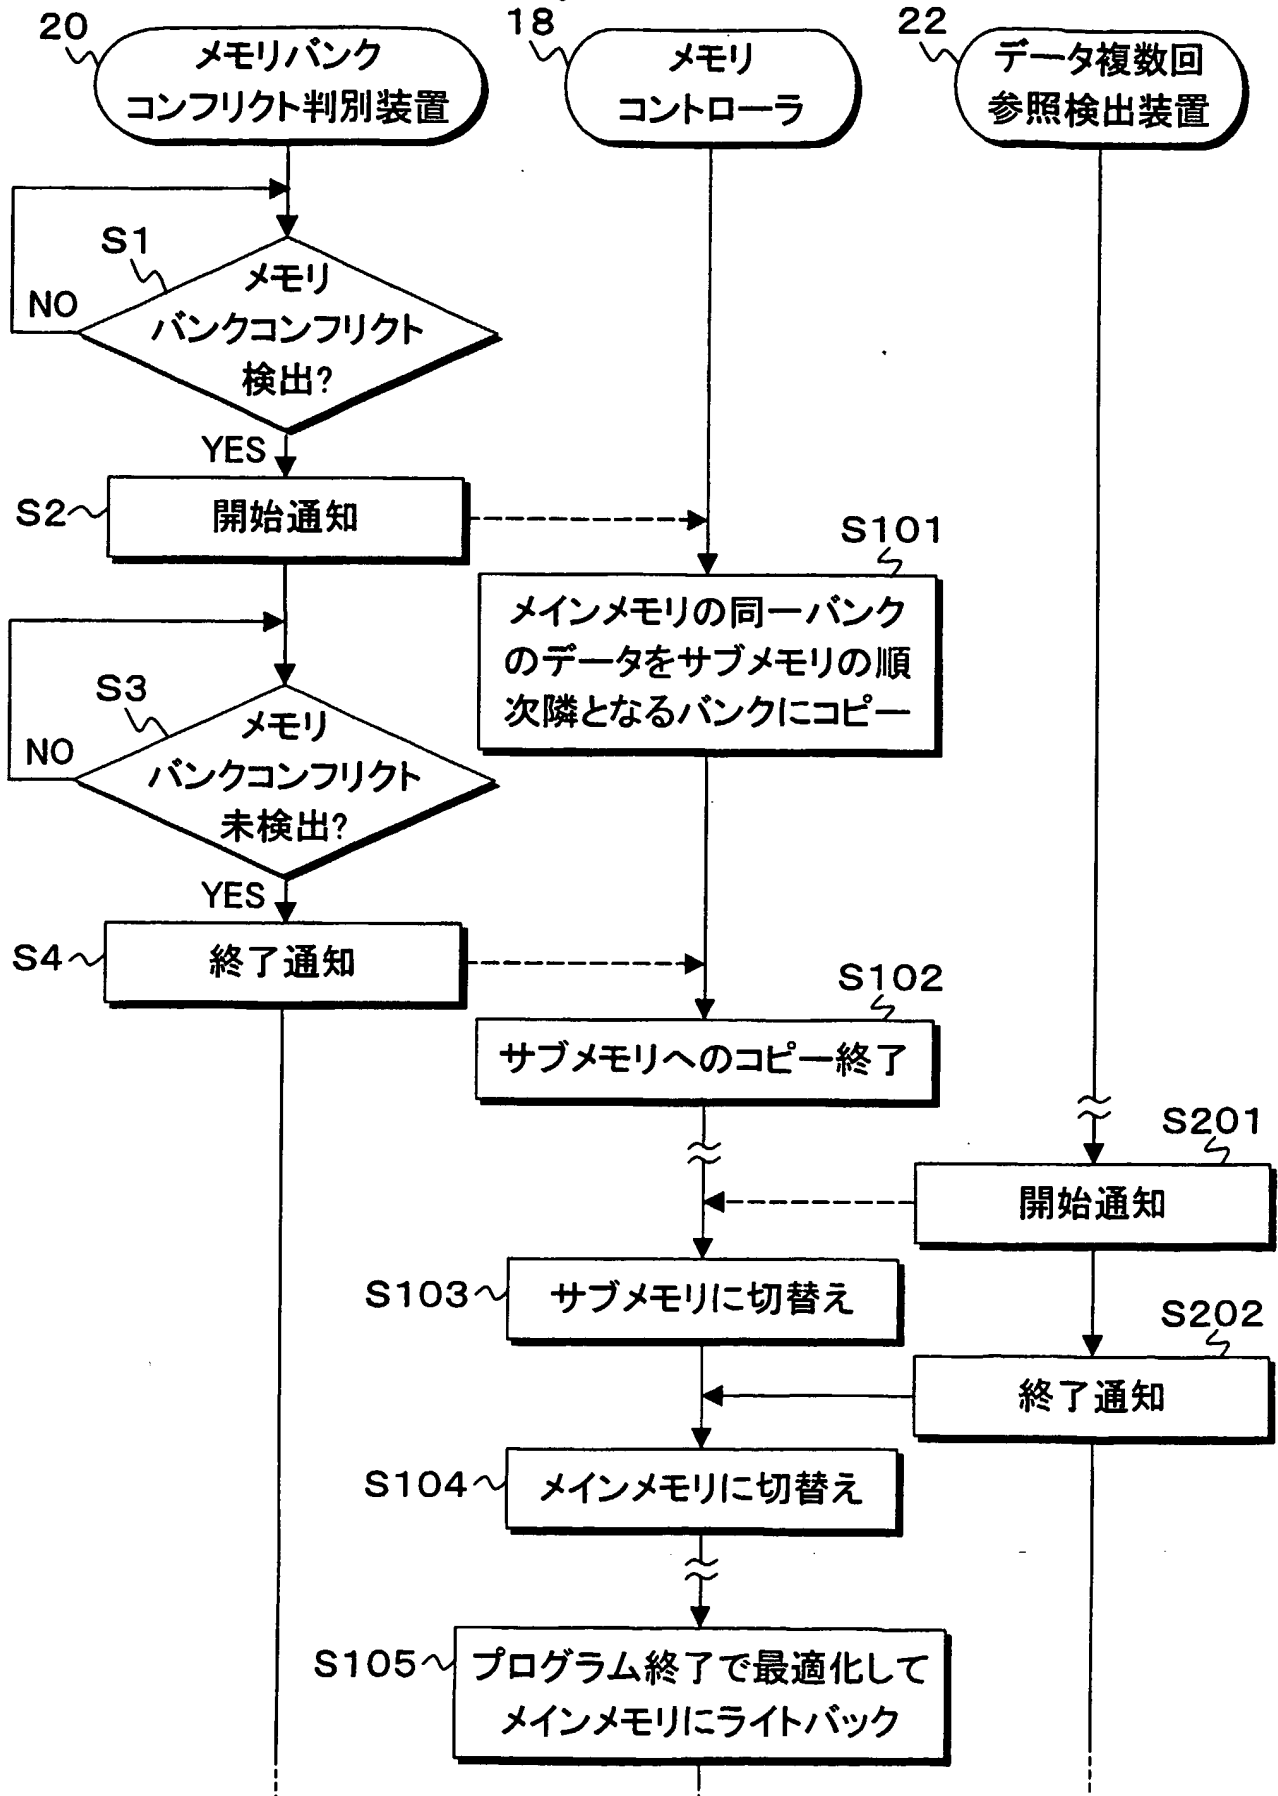 20
メモリバンク
コンフリクト判別装置
18
メモリ
コントローラ
22
データ複数回
参照検出装置
S1
メモリ
バンクコンフリクト
検出?
NO
YES
S2
開始通知
S101
メインメモリの同一バンク
のデータをサブメモリの順
次隣となるバンクにコピー
S3
メモリ
バンクコンフリクト
未検出?
NO
YES
S4
終了通知
S102
サブメモリへのコピー終了
S201
開始通知
S103
サブメモリに切替え
S202
終了通知
S104
メインメモリに切替え
S105
プログラム終了で最適化して
メインメモリにライトバック